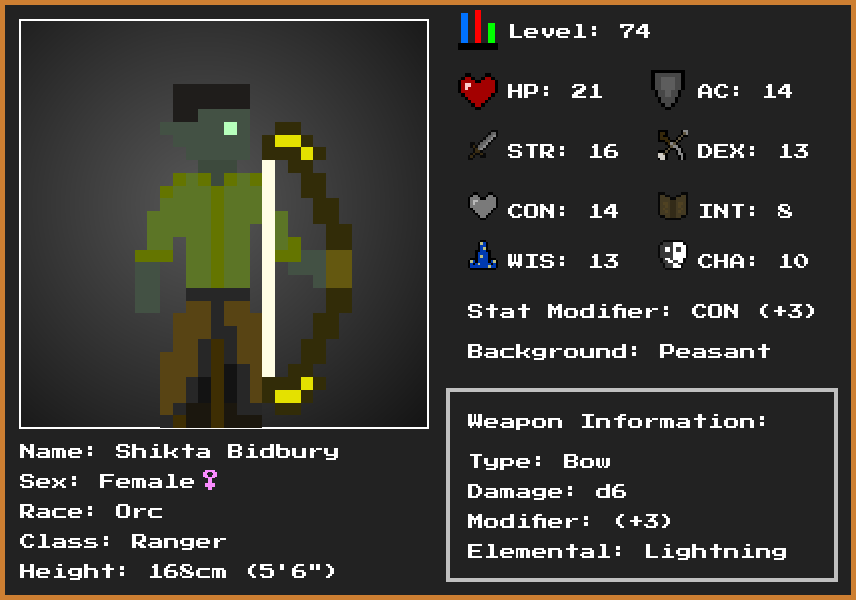 Level: 74
HP: 21
AC: 14
STR: 16
DEX: 13
CON: 14
INT: 8
WIS: 13
CHA: 10
Stat Modifier: CON (+3)
Background: Peasant
Weapon Information:
Type: Bow
Damage: d6
Modifier: (+3)
Elemental: Lightning
Name: Shikta Bidbury
Sex: Female♀
Race: Orc
Class: Ranger
Height: 168cm (5'6")